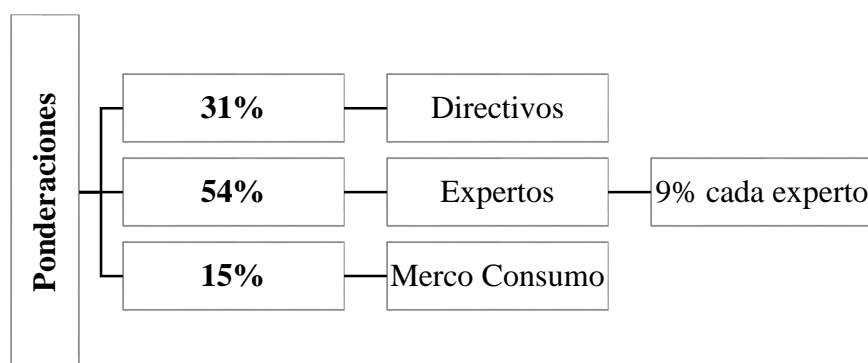 Ponderaciones
31%
Directivos
54%
Expertos
9% cada experto
15%
Merco Consumo